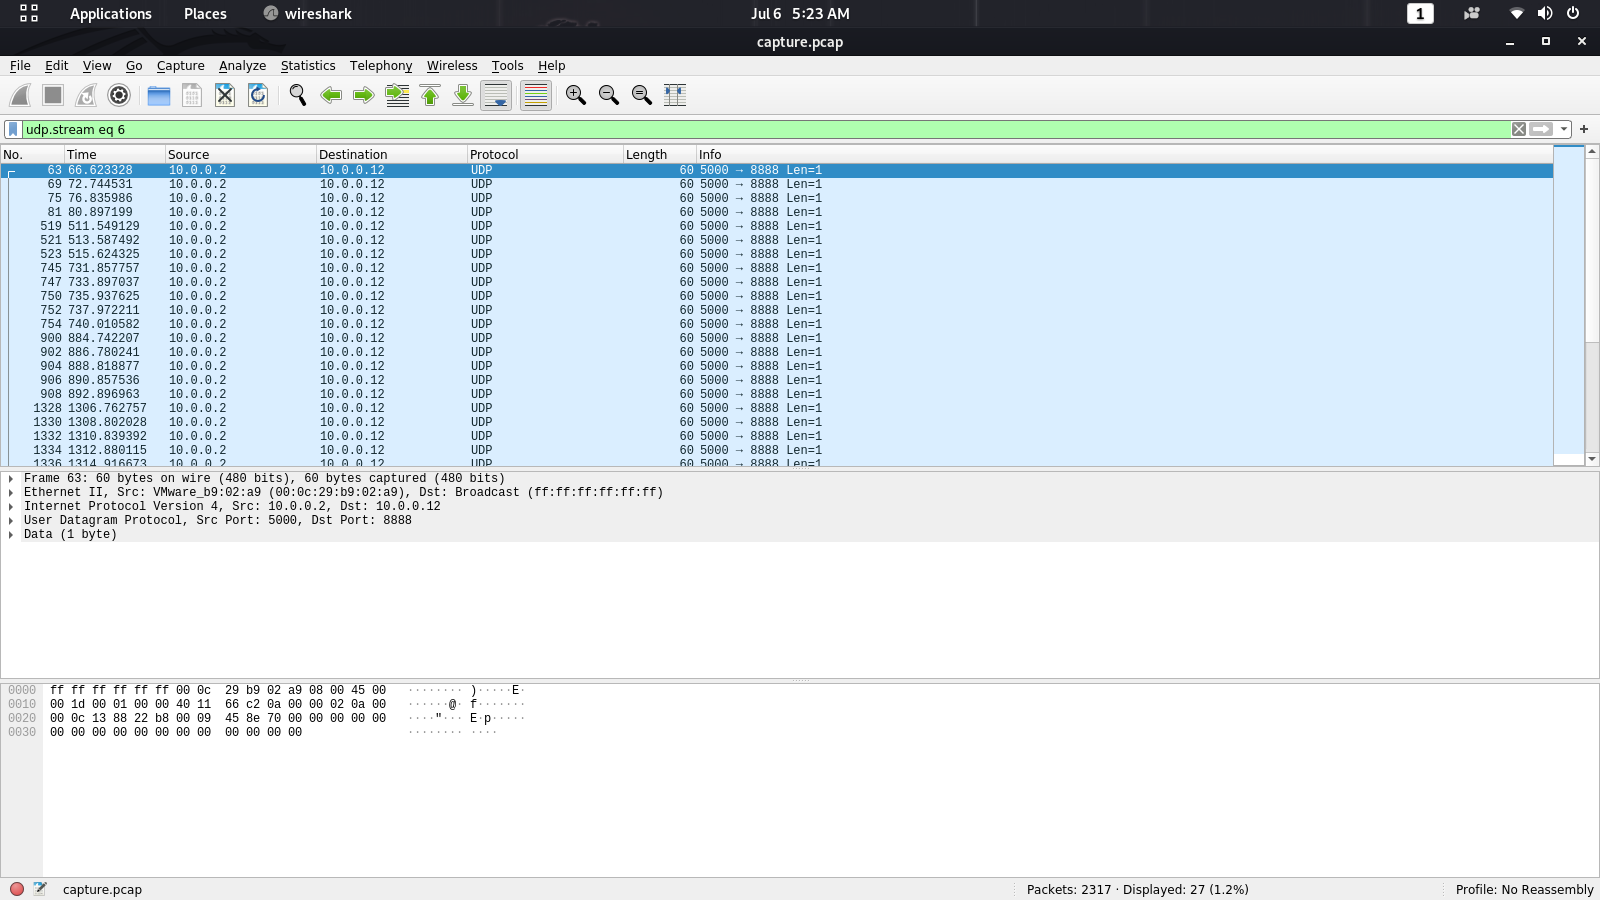 Applications Places wireshark Jul 6 5:23 AM 1
capture.pcap
File Edit View Go Capture Analyze Statistics Telephony Wireless Tools Help
udp.stream eq 6
No. Time Source Destination Protocol Length Info
63 66.623328 10.0.0.2 10.0.0.12 UDP 60 5000 → 8888 Len=1
69 72.744531 10.0.0.2 10.0.0.12 UDP 60 5000 → 8888 Len=1
75 76.835986 10.0.0.2 10.0.0.12 UDP 60 5000 → 8888 Len=1
81 80.897199 10.0.0.2 10.0.0.12 UDP 60 5000 → 8888 Len=1
519 511.549129 10.0.0.2 10.0.0.12 UDP 60 5000 → 8888 Len=1
521 513.587492 10.0.0.2 10.0.0.12 UDP 60 5000 → 8888 Len=1
523 515.624325 10.0.0.2 10.0.0.12 UDP 60 5000 → 8888 Len=1
745 731.857757 10.0.0.2 10.0.0.12 UDP 60 5000 → 8888 Len=1
747 733.897037 10.0.0.2 10.0.0.12 UDP 60 5000 → 8888 Len=1
750 735.937625 10.0.0.2 10.0.0.12 UDP 60 5000 → 8888 Len=1
752 737.972211 10.0.0.2 10.0.0.12 UDP 60 5000 → 8888 Len=1
754 740.010582 10.0.0.2 10.0.0.12 UDP 60 5000 → 8888 Len=1
900 884.742207 10.0.0.2 10.0.0.12 UDP 60 5000 → 8888 Len=1
902 886.780241 10.0.0.2 10.0.0.12 UDP 60 5000 → 8888 Len=1
904 888.818877 10.0.0.2 10.0.0.12 UDP 60 5000 → 8888 Len=1
906 890.857536 10.0.0.2 10.0.0.12 UDP 60 5000 → 8888 Len=1
908 892.896963 10.0.0.2 10.0.0.12 UDP 60 5000 → 8888 Len=1
1328 1306.762757 10.0.0.2 10.0.0.12 UDP 60 5000 → 8888 Len=1
1330 1308.802028 10.0.0.2 10.0.0.12 UDP 60 5000 → 8888 Len=1
1332 1310.839392 10.0.0.2 10.0.0.12 UDP 60 5000 → 8888 Len=1
1334 1312.880115 10.0.0.2 10.0.0.12 UDP 60 5000 → 8888 Len=1
1336 1314.916673 10.0.0.2 10.0.0.12 UDP 60 5000 → 8888 Len=1
Frame 63: 60 bytes on wire (480 bits), 60 bytes captured (480 bits)
Ethernet II, Src: VMware_b9:02:a9 (00:0c:29:b9:02:a9), Dst: Broadcast (ff:ff:ff:ff:ff:ff)
Internet Protocol Version 4, Src: 10.0.0.2, Dst: 10.0.0.12
User Datagram Protocol, Src Port: 5000, Dst Port: 8888
Data (1 byte)
0000 ff ff ff ff ff ff 00 0c 29 b9 02 a9 08 00 45 00 ········ )·····E·
0010 00 1d 00 01 00 00 40 11 66 c2 0a 00 00 02 0a 00 ······@· f·······
0020 00 0c 13 88 22 b8 00 09 45 8e 70 00 00 00 00 00 ····"··· E·p·····
0030 00 00 00 00 00 00 00 00 00 00 00 00 ········ ····
capture.pcap Packets: 2317 · Displayed: 27 (1.2%) Profile: No Reassembly